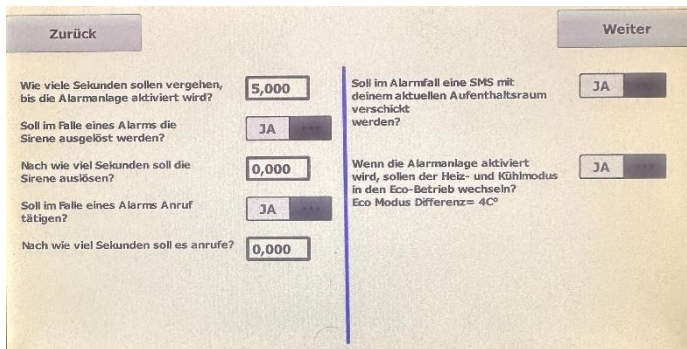 Zurück
Weiter
Wie viele Sekunden sollen vergehen,
bis die Alarmanlage aktiviert wird?
5,000
Soll im Falle eines Alarms die
Sirene ausgelöst werden?
JA
Nach wie viel Sekunden soll die
Sirene auslösen?
0,000
Soll im Falle eines Alarms Anruf
tätigen?
JA
Nach wie viel Sekunden soll es anrufe?
0,000
Soll im Alarmfall eine SMS mit
deinem aktuellen Aufenthaltsraum
verschickt
werden?
JA
Wenn die Alarmanlage aktiviert
wird, sollen der Heiz- und Kühlmodus
in den Eco-Betrieb wechseln?
Eco Modus Differenz= 4C°
JA